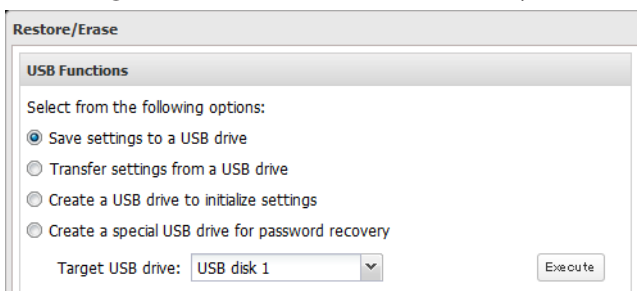 Restore/Erase
USB Functions
Select from the following options:
Save settings to a USB drive
Transfer settings from a USB drive
Create a USB drive to initialize settings
Create a special USB drive for password recovery
Target USB drive: USB disk 1 Execute